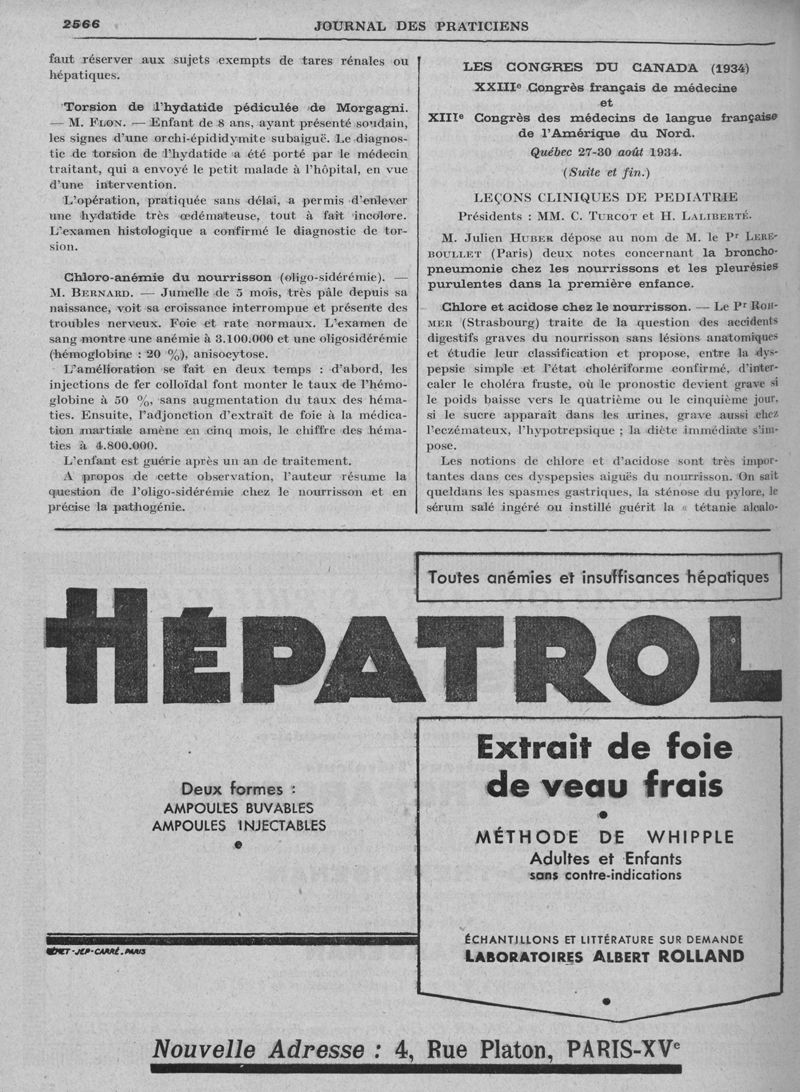 2566
JOURNAL DES PRATICIENS
faut réserver aux sujets exempts de tares rénales ou
hépatiques.
Torsion de l'hydatide pédiculée de Morgagni.
— M. FLON. — Enfant de 8 ans, ayant présenté soudain,
les signes d'une orchi-épididymite subaiguë. Le diagnos-
tic de torsion de l'hydatide a été porté par le médecin
traitant, qui a envoyé le petit malade à l'hôpital, en vue
d'une intervention.
L'opération, pratiquée sans délai, a permis d'enlever
une hydatide très œdémateuse, tout à fait incolore.
L'examen histologique a confirmé le diagnostic de tor-
sion.
Chloro-anémie du nourrisson (oligo-sidérémie). —
M. BERNARD. — Jumelle de 5 mois, très pâle depuis sa
naissance, voit sa croissance interrompue et présente des
troubles nerveux. Foie et rate normaux. L'examen de
sang montre une anémie à 3.100.000 et une oligosidérémie
(hémoglobine : 20 %), anisocytose.
L'amélioration se fait en deux temps : d'abord, les
injections de fer colloïdal font monter le taux de l'hémo-
globine à 50 %, sans augmentation du taux des héma-
ties. Ensuite, l'adjonction d'extrait de foie à la médica-
tion martiale amène en cinq mois, le chiffre des héma-
ties à 4.800.000.
L'enfant est guérie après un an de traitement.
A propos de cette observation, l'auteur résume la
question de l'oligo-sidérémie chez le nourrisson et en
précise la pathogénie.
LES CONGRES DU CANADA (1934)
XXIIIe Congrès français de médecine
et
XIIIe Congrès des médecins de langue française
de l'Amérique du Nord.
Québec 27-30 août 1934.
(Suite et fin.)
LEÇONS CLINIQUES DE PEDIATRIE
Présidents : MM. C. TURCOT et H. LALIBERTÉ.
M. Julien HUBER dépose au nom de M. le Pr LERE-
BOULLET (Paris) deux notes concernant la broncho-
pneumonie chez les nourrissons et les pleurésies
purulentes dans la première enfance.
Chlore et acidose chez le nourrisson. — Le Pr ROH-
MER (Strasbourg) traite de la question des accidents
digestifs graves du nourrisson sans lésions anatomiques
et étudie leur classification et propose, entre la dys-
pepsie simple et l'état cholériforme confirmé, d'inter-
caler le choléra fruste, où le pronostic devient grave si
le poids baisse vers le quatrième ou le cinquième jour,
si le sucre apparaît dans les urines, grave aussi chez
l'eczémateux, l'hypotrepsique ; la diète immédiate s'im-
pose.
Les notions de chlore et d'acidose sont très impor-
tantes dans ces dyspepsies aiguës du nourrisson. On sait
queldans les spasmes gastriques, la sténose du pylore, le
sérum salé ingéré ou instillé guérit la « tétanie alcalo-
Toutes anémies et insuffisances hépatiques
HÉPATROL
Deux formes :
AMPOULES BUVABLES
AMPOULES INJECTABLES
Extrait de foie
de veau frais
MÉTHODE DE WHIPPLE
Adultes et Enfants
sans contre-indications
ÉCHANTILLONS ET LITTÉRATURE SUR DEMANDE
LABORATOIRES ALBERT ROLLAND
-JEP-CARRÉ.PARIS
Nouvelle Adresse : 4, Rue Platon, PARIS-XVe